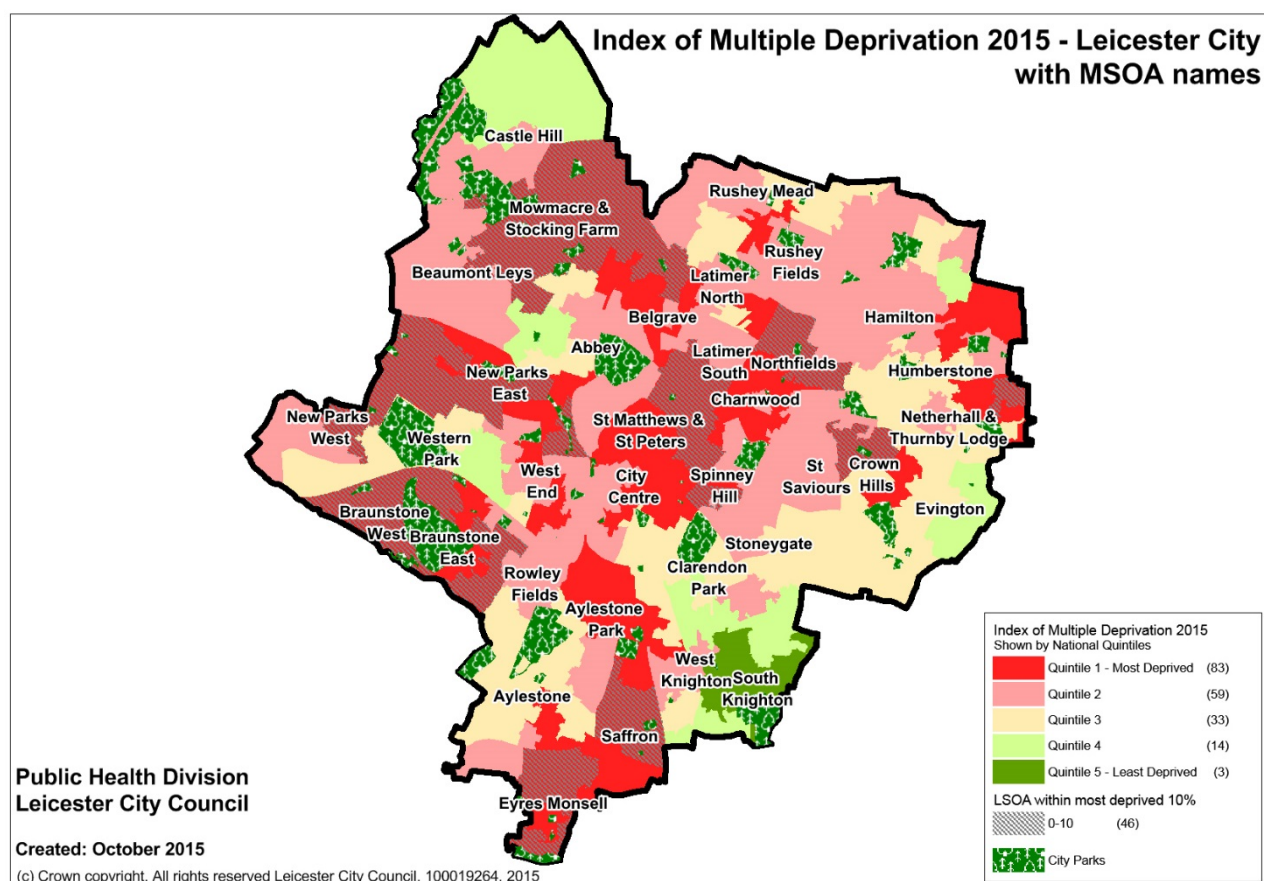 Index of Multiple Deprivation 2015 - Leicester City
with MSOA names
Castle Hill
Rushey Mead
Mowmacre &
Stocking Farm
Rushey
Fields
Beaumont Leys
Latimer
North
Hamilton
Belgrave
Abbey
Latimer
South
Northfields
New Parks
East
Humberstone
Charnwood
New Parks
West
St Matthews &
St Peters
Netherhall &
Thurnby Lodge
Western
Park
West
End
City
Centre
Spinney
Hill
St
Saviours
Crown
Hills
Evington
Braunstone
West
Braunstone
East
Stoneygate
Clarendon
Park
Rowley
Fields
Aylestone
Park
West
Knighton
South
Knighton
Aylestone
Saffron
Eyres Monsell
Index of Multiple Deprivation 2015
Shown by National Quintiles
Quintile 1 - Most Deprived (83)
Quintile 2 (59)
Quintile 3 (33)
Quintile 4 (14)
Quintile 5 - Least Deprived (3)
LSOA within most deprived 10%
0-10 (46)
City Parks
Public Health Division
Leicester City Council
Created: October 2015
(c) Crown copyright. All rights reserved Leicester City Council, 100019264, 2015